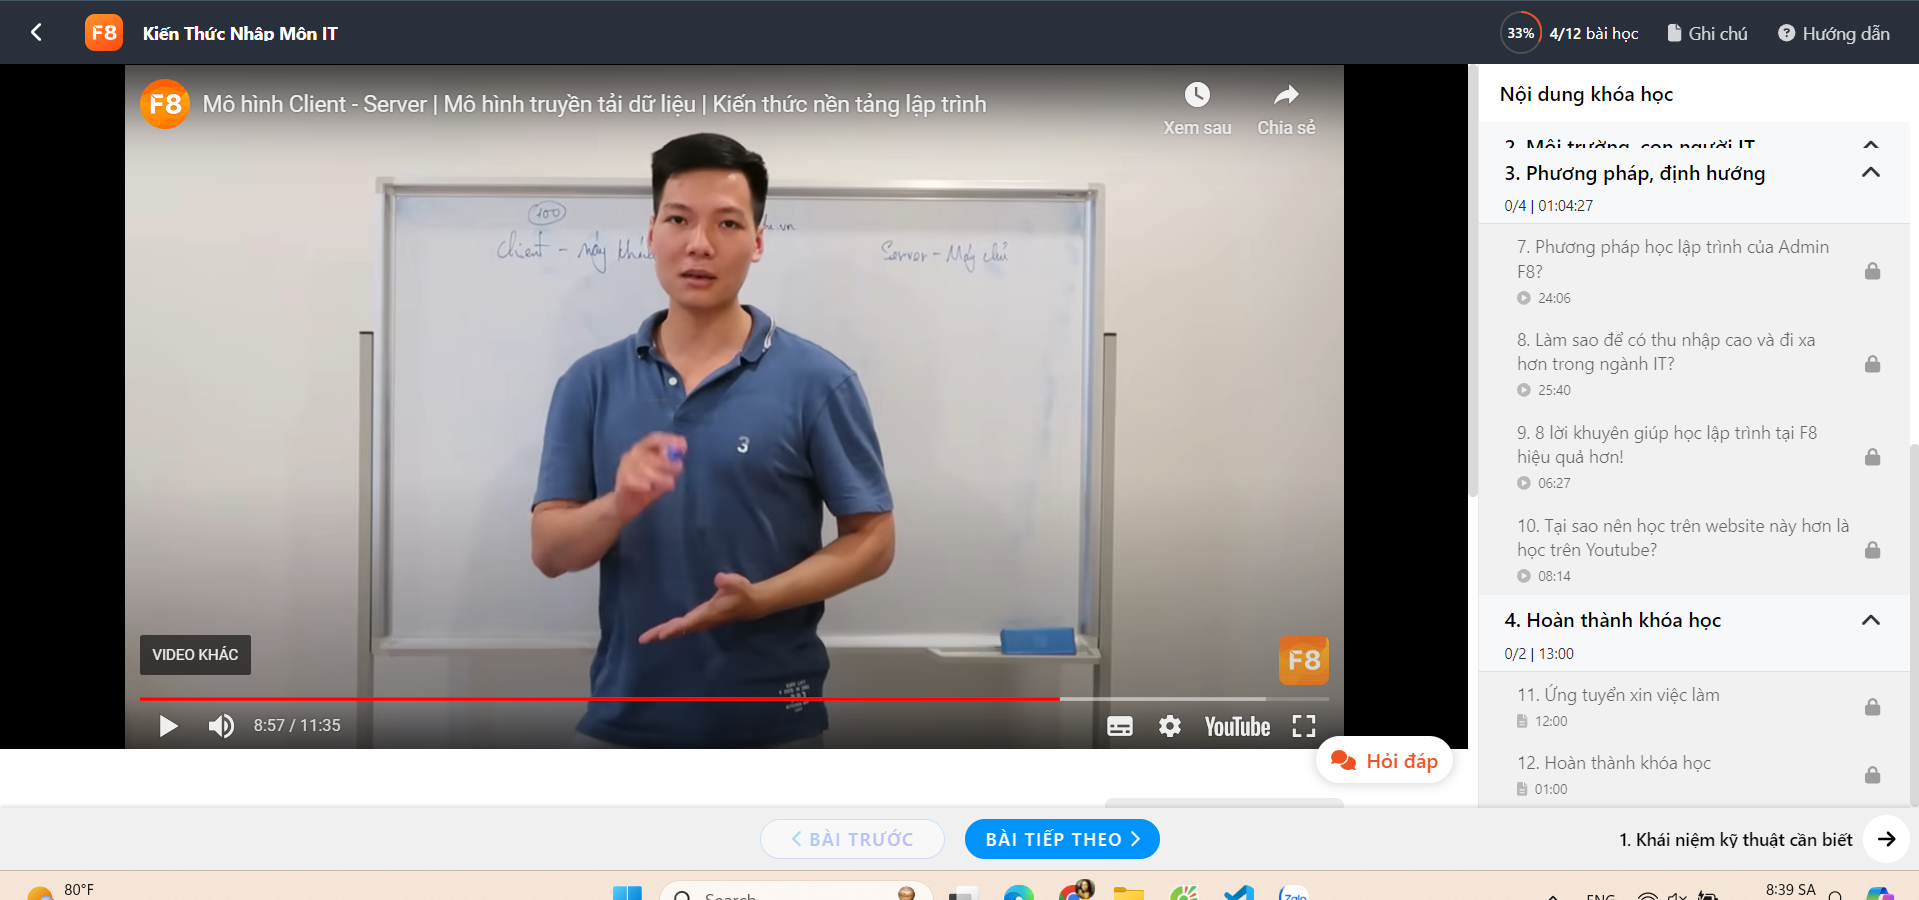 F8 Kiến Thức Nhập Môn IT
33% 4/12 bài học Ghi chú Hướng dẫn
F8 Mô hình Client - Server | Mô hình truyền tải dữ liệu | Kiến thức nền tảng lập trình
Xem sau Chia sẻ
100
client - máy khác
Server - Máy chủ
3
VIDEO KHÁC
F8
8:57 / 11:35
YouTube
Nội dung khóa học
2. Môi trường, con người IT
3. Phương pháp, định hướng
0/4 | 01:04:27
7. Phương pháp học lập trình của Admin
F8?
24:06
8. Làm sao để có thu nhập cao và đi xa
hơn trong ngành IT?
25:40
9. 8 lời khuyên giúp học lập trình tại F8
hiệu quả hơn!
06:27
10. Tại sao nên học trên website này hơn là
học trên Youtube?
08:14
4. Hoàn thành khóa học
0/2 | 13:00
11. Ứng tuyển xin việc làm
12:00
12. Hoàn thành khóa học
01:00
Hỏi đáp
BÀI TRƯỚC BÀI TIẾP THEO
1. Khái niệm kỹ thuật cần biết
80°F
Search
Zalo
ENG
8:39 SA